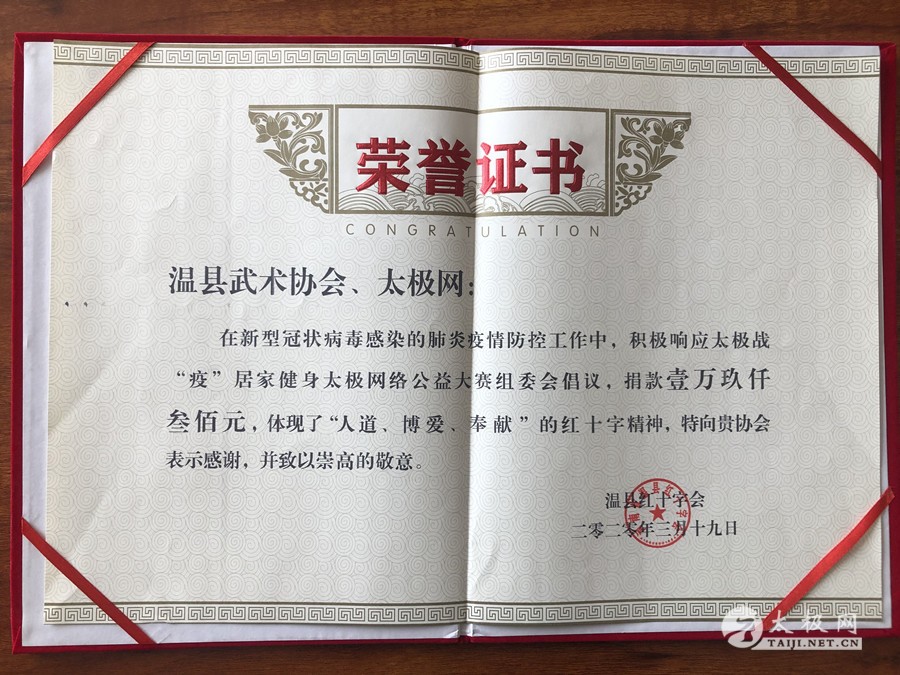 荣誉证书
CONGRATULATION
温县武术协会、太极网：
在新型冠状病毒感染的肺炎疫情防控工作中，积极响应太极战
“疫”居家健身太极网络公益大赛组委会倡议，捐款壹万玖仟
叁佰元，体现了“人道、博爱、奉献”的红十字精神，特向贵协会
表示感谢，并致以崇高的敬意。
温县红十字会
二零二零年三月十九日
太极网
TAIJI.NET.CN